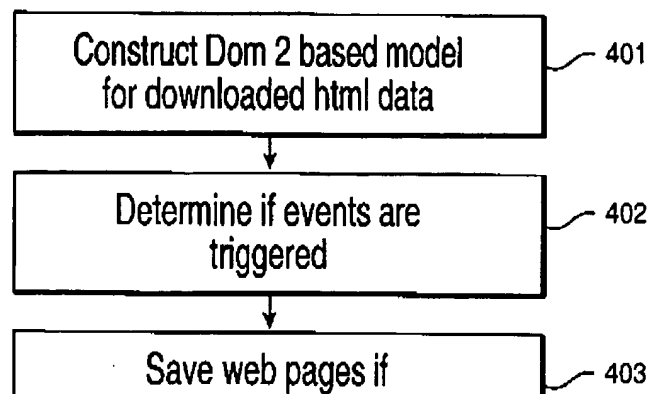 Construct Dom 2 based model
for downloaded html data
401
Determine if events are
triggered
402
Save web pages if
403